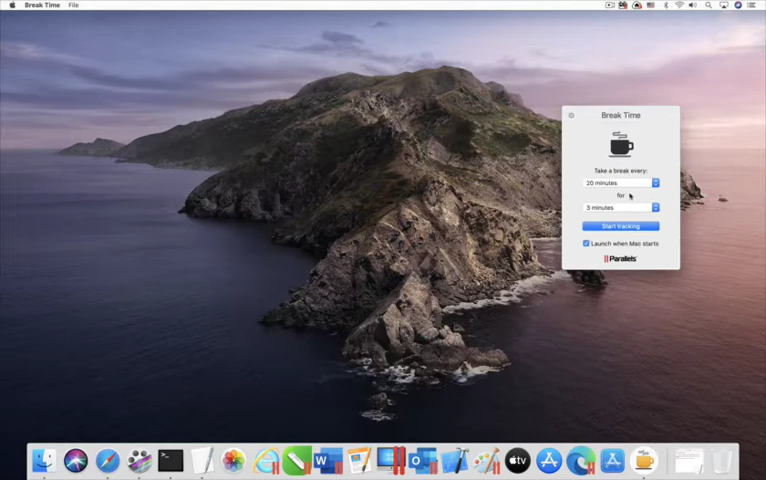 Break Time File
Break Time
Take a break every:
20 minutes
for
3 minutes
Start tracking
Launch when Mac starts
Parallels
W
O
tv